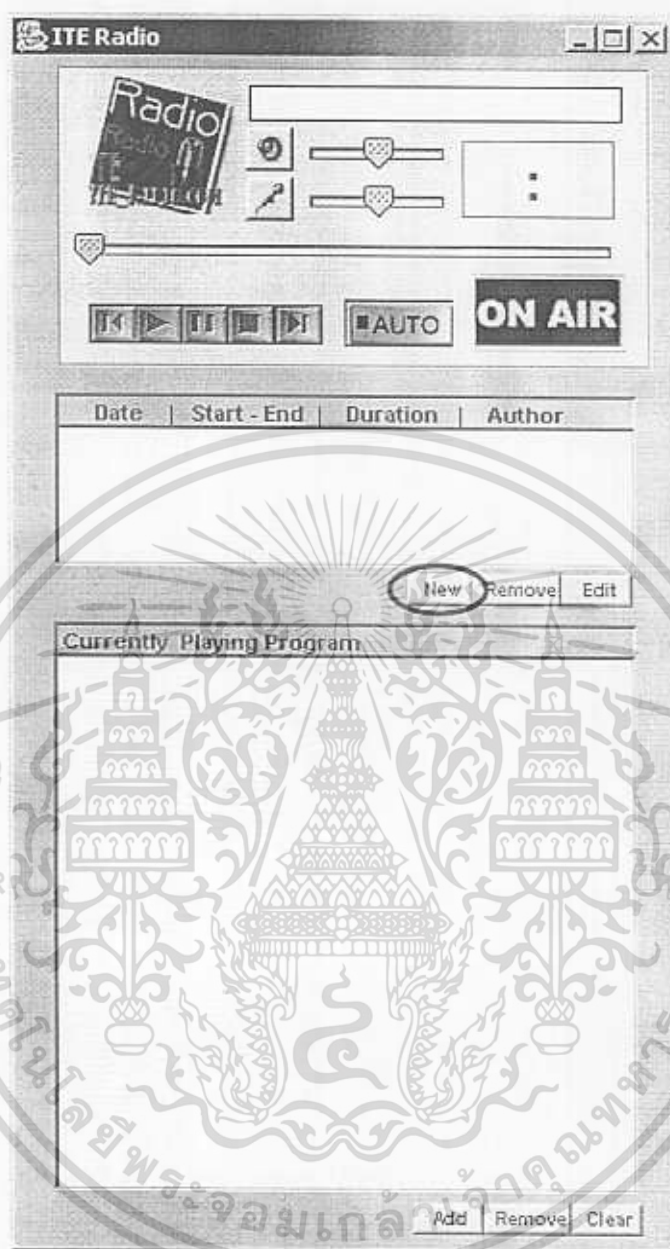 ITE Radio
Radio
:
AUTO
ON AIR
Date | Start - End | Duration | Author
New Remove Edit
Currently Playing Program
Add Remove Clear